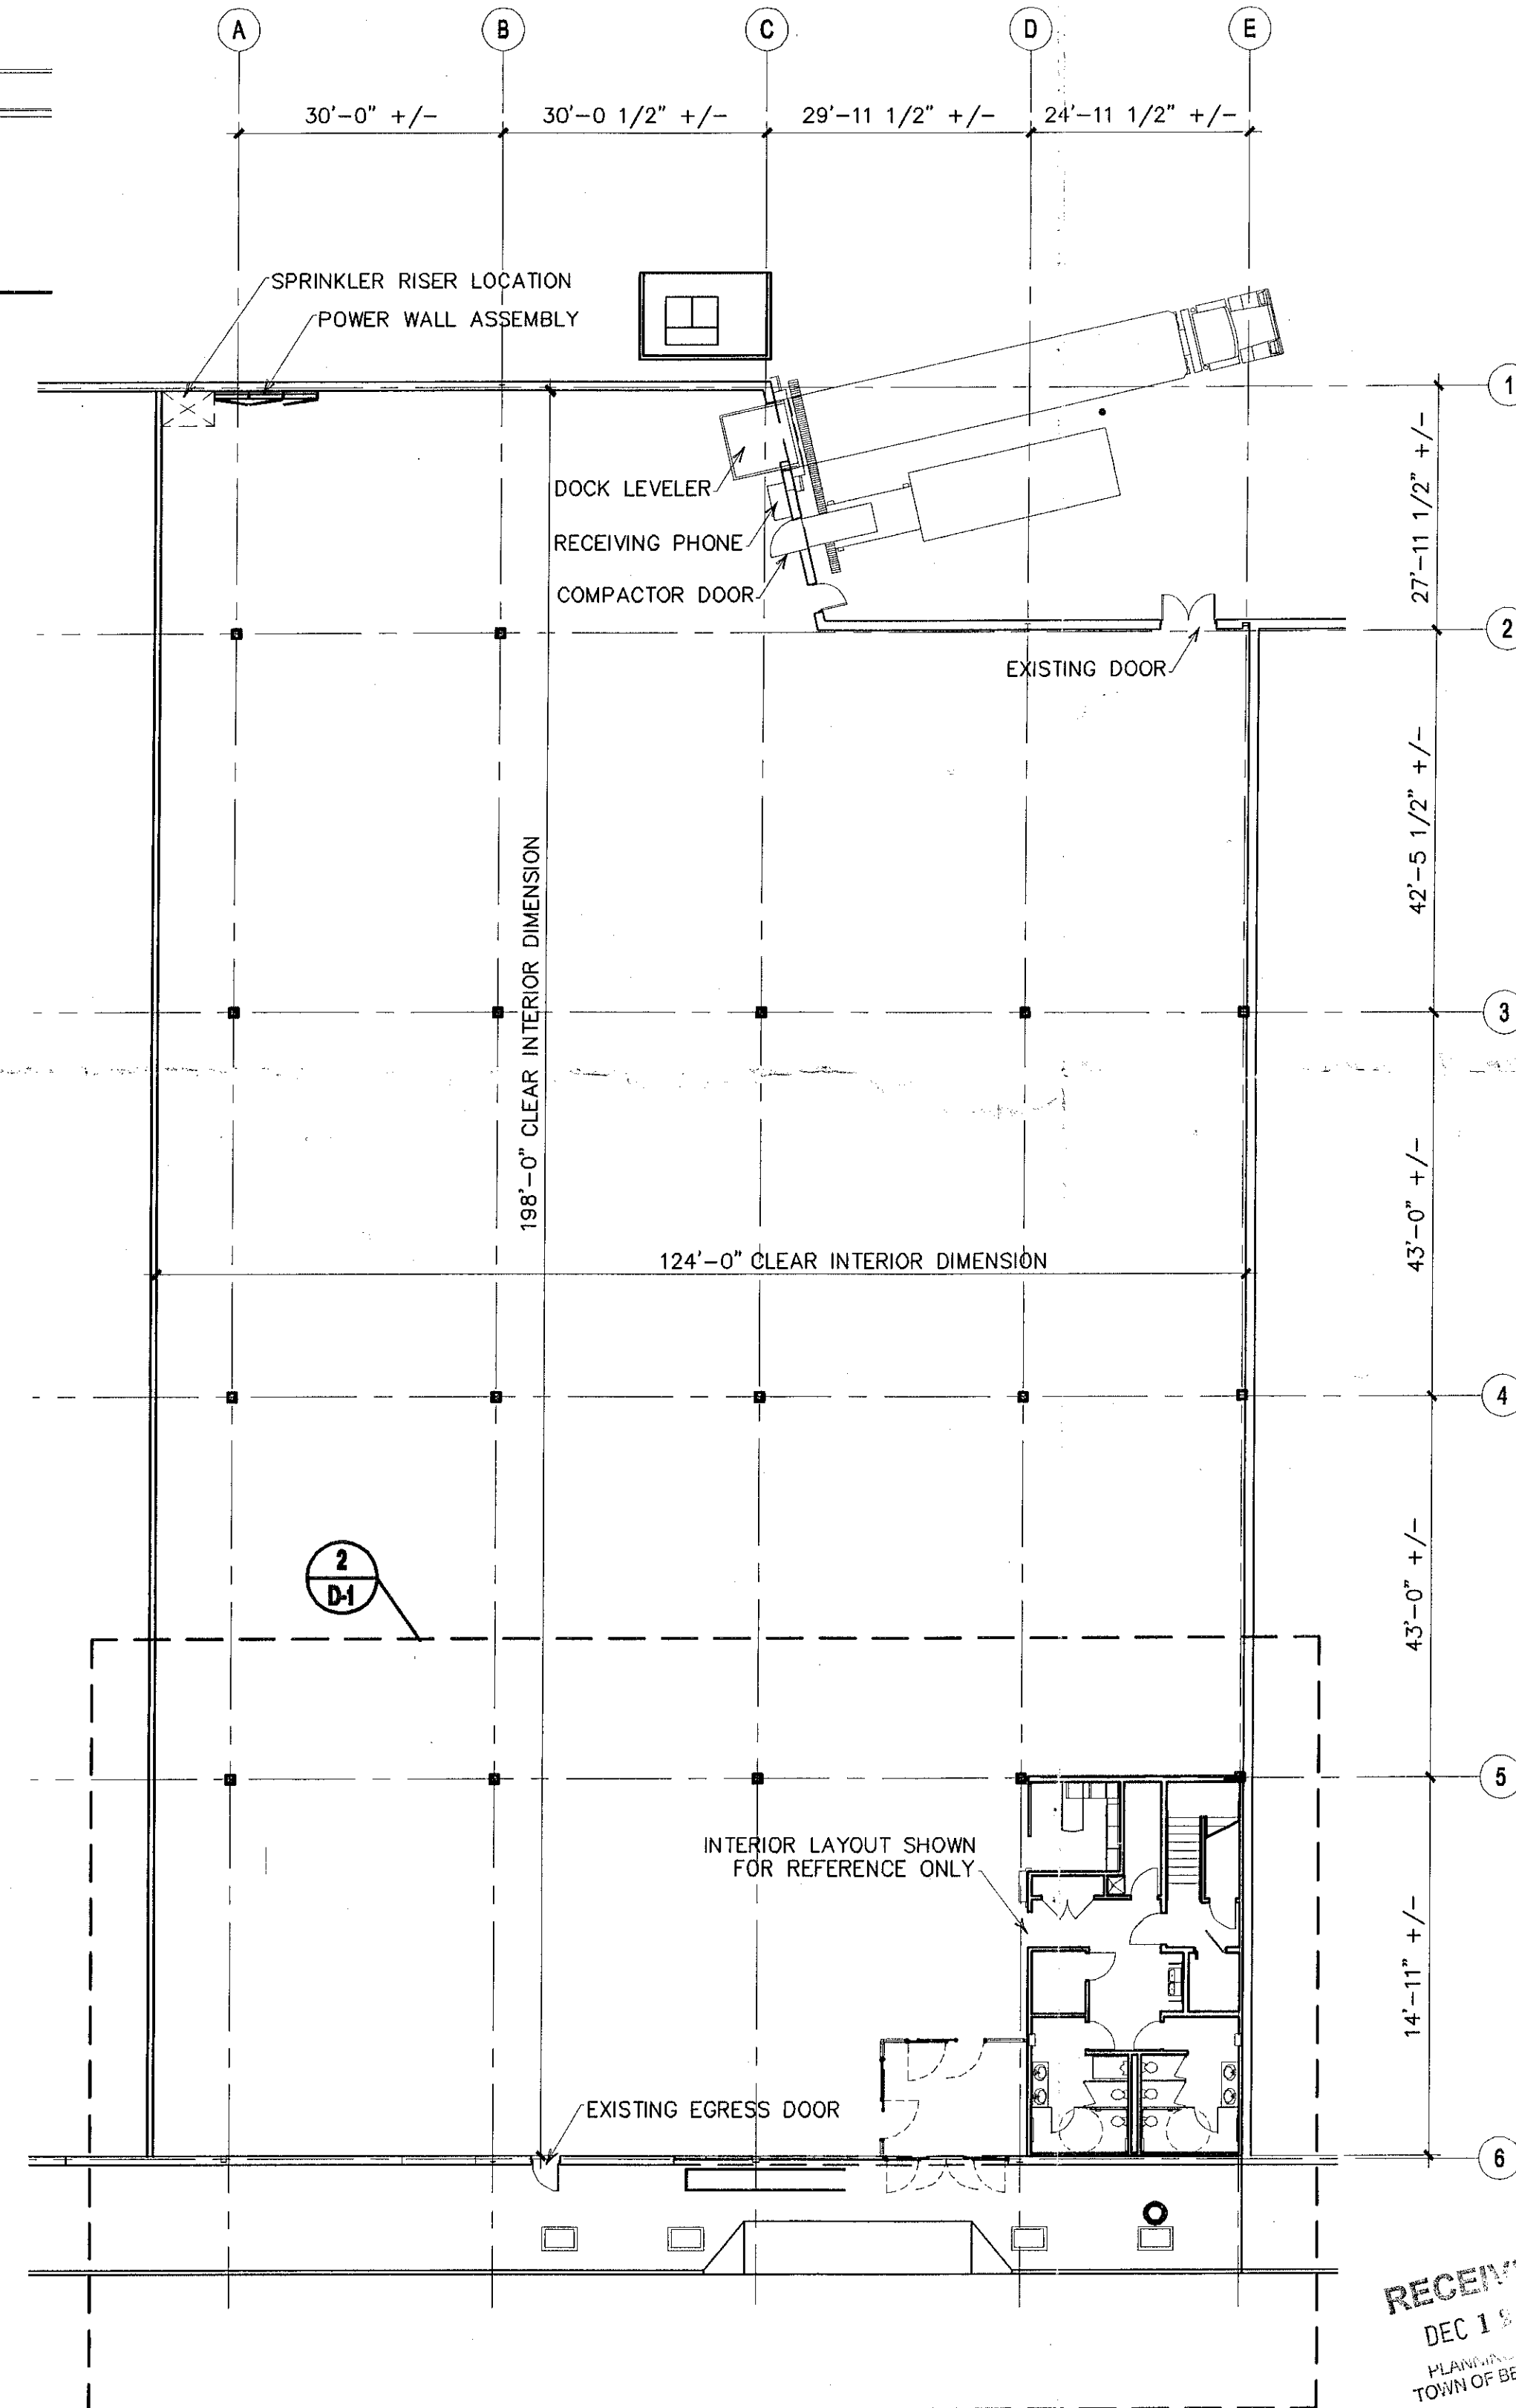 A B C D E
30'-0" +/- 30'-0 1/2" +/- 29'-11 1/2" +/- 24'-11 1/2" +/-
SPRINKLER RISER LOCATION
POWER WALL ASSEMBLY
1
DOCK LEVELER
RECEIVING PHONE
COMPACTOR DOOR
27'-11 1/2" +/-
2
EXISTING DOOR
42'-5 1/2" +/-
198'-0" CLEAR INTERIOR DIMENSION
3
124'-0" CLEAR INTERIOR DIMENSION
43'-0" +/-
4
2
D-1
43'-0" +/-
5
INTERIOR LAYOUT SHOWN
FOR REFERENCE ONLY
14'-11" +/-
EXISTING EGRESS DOOR
6
DEC 1
TOWN OF